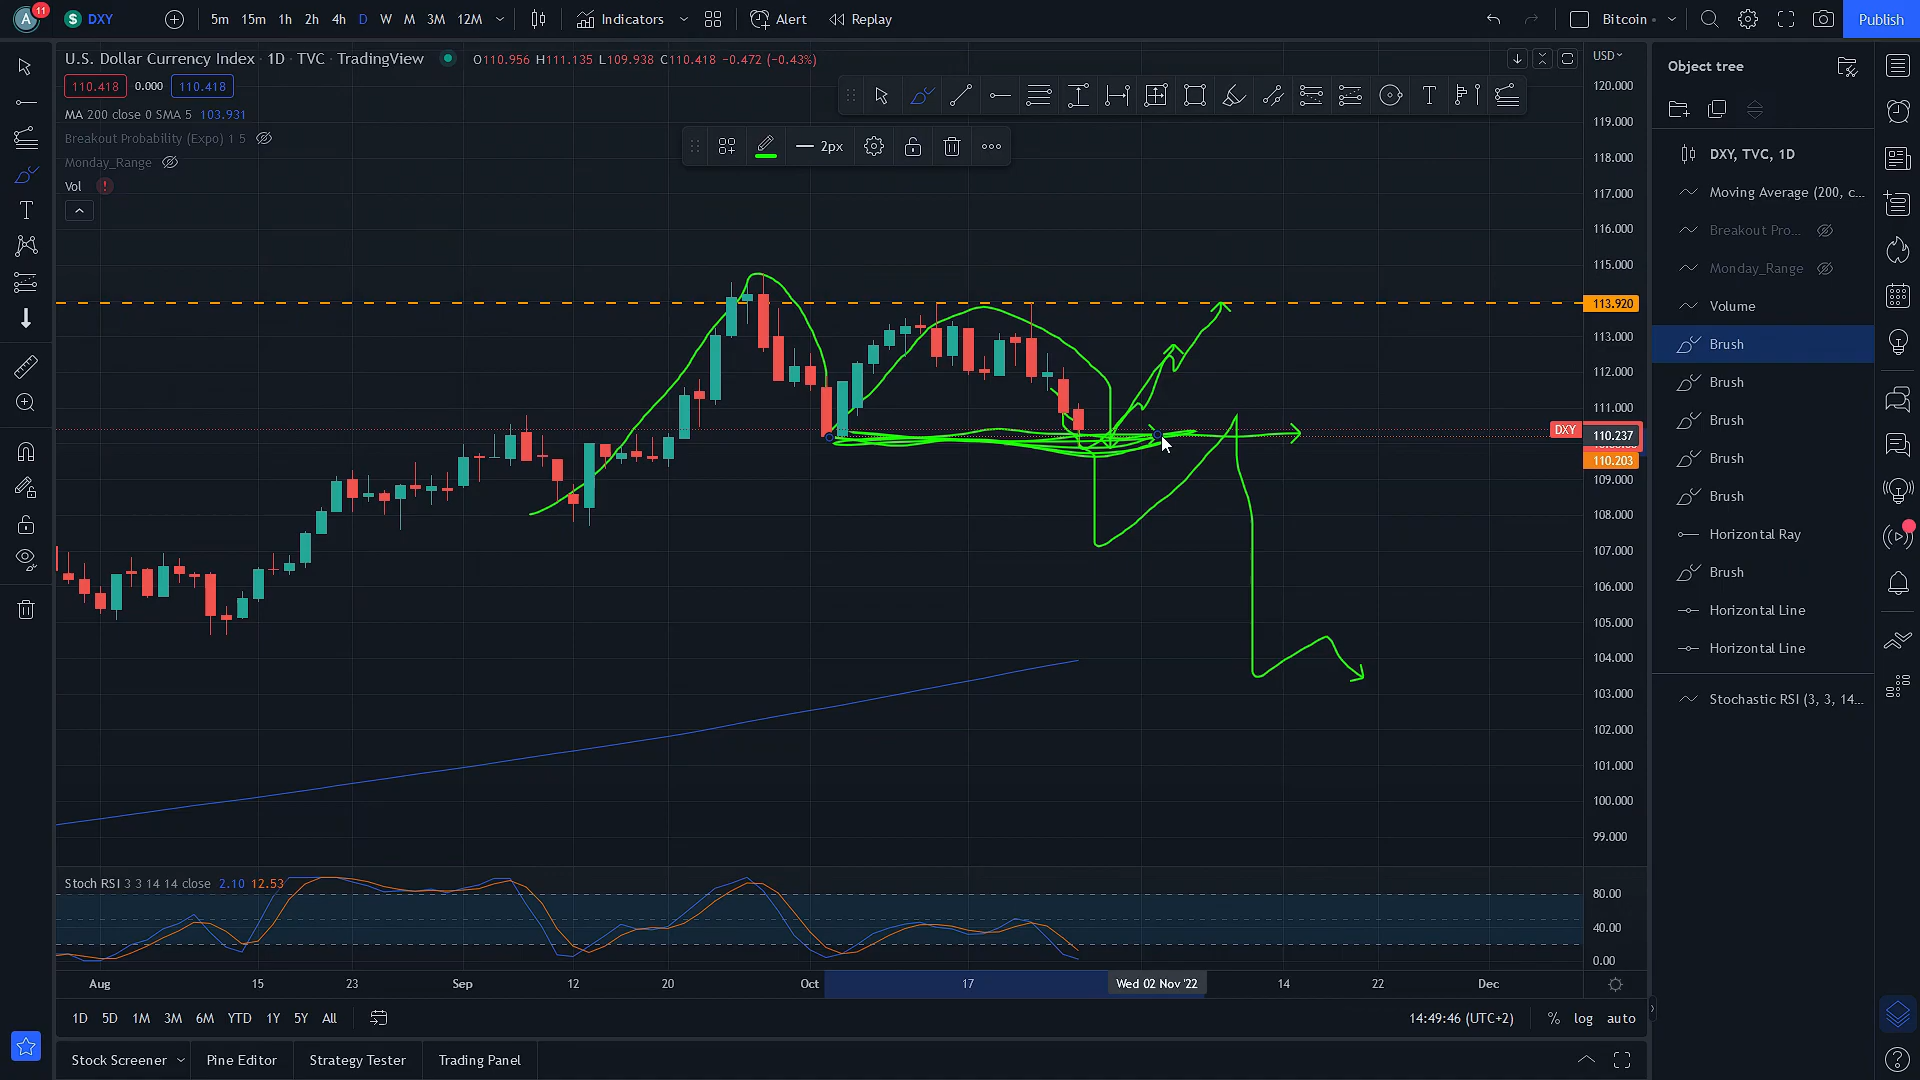 A 11 $ DXY 5m 15m 1h 2h 4h D W M 3M 12M Indicators Alert Replay Bitcoin Publish
U.S. Dollar Currency Index · 1D · TVC · TradingView O110.956 H111.135 L109.938 C110.418 −0.472 (−0.43%)
110.418 0.000 110.418
MA 200 close 0 SMA 5 103.931
Breakout Probability (Expo) 1 5
Monday_Range
Vol !
T
2px
USD
120.000
119.000
118.000
117.000
116.000
115.000
113.920
113.000
112.000
111.000
DXY 110.237
110.203
109.000
108.000
107.000
106.000
105.000
104.000
103.000
102.000
101.000
100.000
99.000
Object tree
DXY, TVC, 1D
Moving Average (200, c...
Breakout Pro...
Monday_Range
Volume
Brush
Brush
Brush
Brush
Brush
Horizontal Ray
Brush
Horizontal Line
Horizontal Line
Stochastic RSI (3, 3, 14...
T
Stoch RSI 3 3 14 14 close 2.10 12.53
80.00
40.00
0.00
Aug 15 23 Sep 12 20 Oct 17 Wed 02 Nov '22 14 22 Dec
1D 5D 1M 3M 6M YTD 1Y 5Y All 14:49:46 (UTC+2) % log auto
Stock Screener Pine Editor Strategy Tester Trading Panel